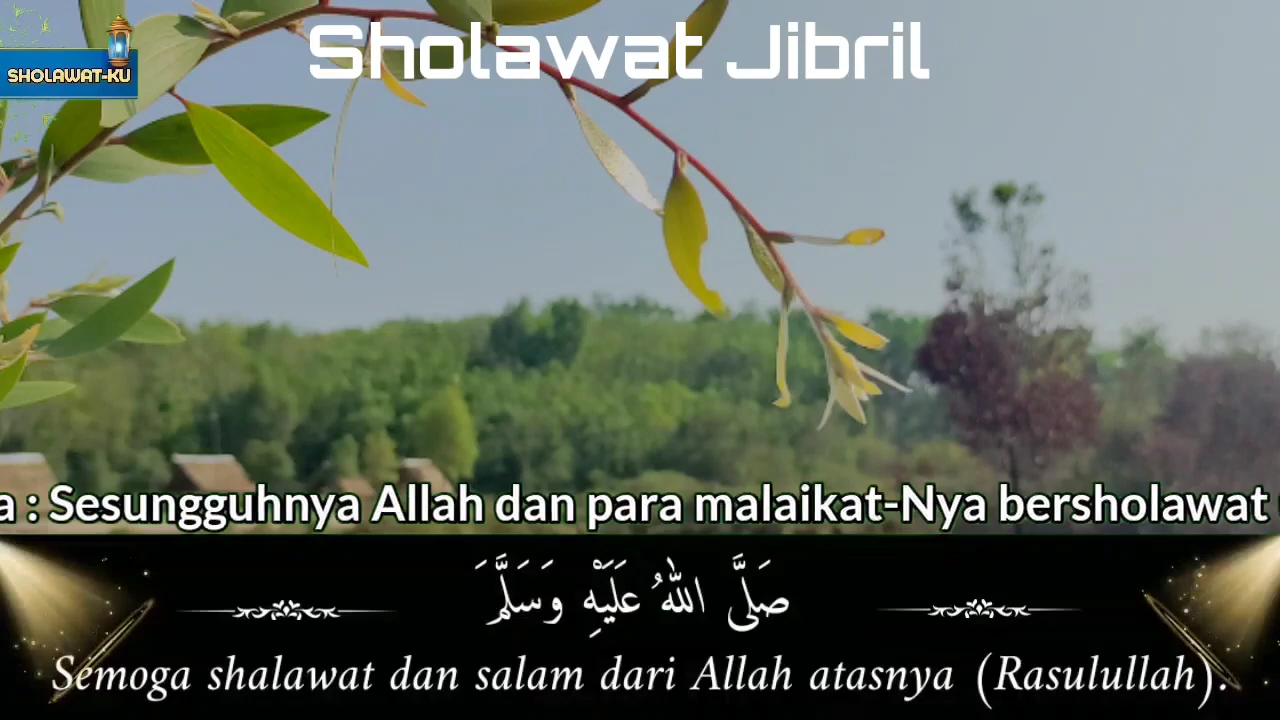 Sholawat Jibril
SHOLAWAT-KU
a : Sesungguhnya Allah dan para malaikat-Nya bersholawat
صَلَّى اللهُ عَلَيْهِ وَسَلَّمَ
Semoga shalawat dan salam dari Allah atasnya (Rasulullah).